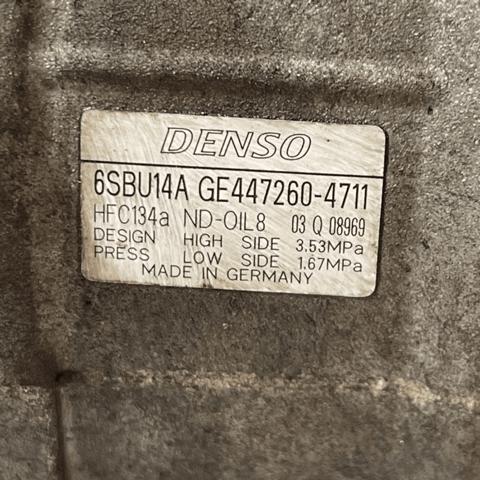 DENSO
6SBU14A GE447260-4711
HFC134a ND-OIL8 03 Q 08969
DESIGN HIGH SIDE 3.53MPa
PRESS LOW SIDE 1.67MPa
MADE IN GERMANY